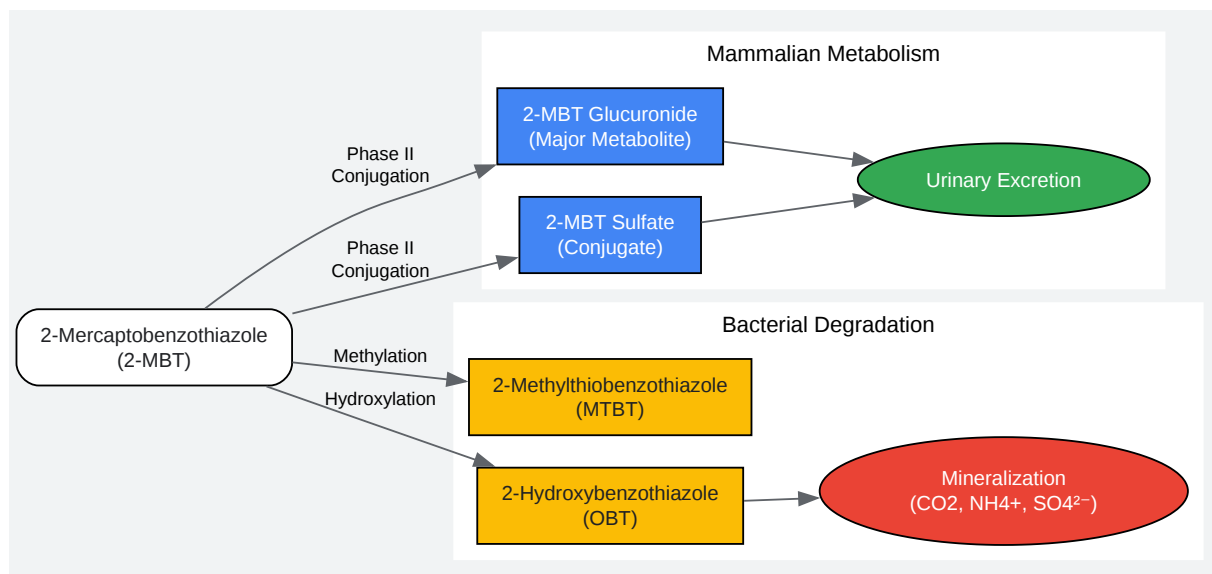 Mammalian Metabolism
2-MBT Glucuronide
(Major Metabolite)
Phase II
Conjugation
Urinary Excretion
2-MBT Sulfate
(Conjugate)
Phase II
Conjugation
2-Mercaptobenzothiazole
(2-MBT)
Bacterial Degradation
Methylation
2-Methylthiobenzothiazole
(MTBT)
Hydroxylation
2-Hydroxybenzothiazole
(OBT)
Mineralization
(CO2, NH4+, SO4²⁻)